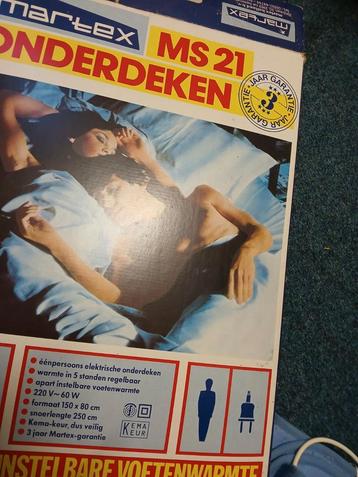 martex
martex
MS 21
ONDERDEKEN
JAAR GARANTIE
3
JAAR GARANTIE
• éénpersoons elektrische onderdeken
• warmte in 5 standen regelbaar
• apart instelbare voetenwarmte
• 220 V~60 W
• formaat 150 x 80 cm
• snoerlengte 250 cm
• Kema-keur, dus veilig
• 3 jaar Martex-garantie
KEMA
KEUR
INSTELBARE VOETENWARMTE